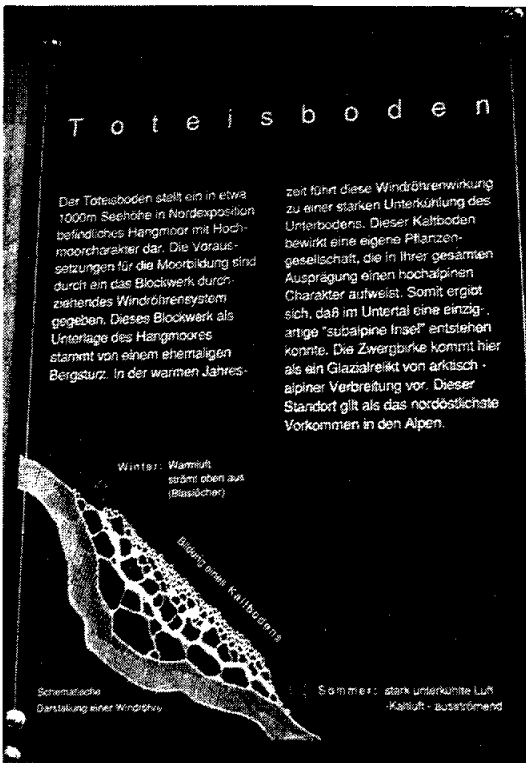 Toteisboden
Der Toteisboden stellt ein in etwa
1000m Seehöhe in Nordexposition
befindliches Hangmoor mit Hoch-
moorcharakter dar. Die Voraus-
setzungen für die Moorbildung sind
durch ein das Blockwerk durch-
ziehendes Windröhrensystem
gegeben. Dieses Blockwerk als
Unterlage des Hangmoores
stammt von einem ehemaligen
Bergsturz. In der warmen Jahres-
zeit führt diese Windröhrenwirkung
zu einer starken Unterkühlung des
Unterbodens. Dieser Kaltboden
bewirkt eine eigene Pflanzen-
gesellschaft, die in ihrer gesamten
Ausprägung einen hochalpinen
Charakter aufweist. Somit ergibt
sich, daß im Untertal eine einzig-
artige "subalpine Insel" entstehen
konnte. Die Zwergbirke kommt hier
als ein Glazialrelikt von arktisch -
alpiner Verbreitung vor. Dieser
Standort gilt als das nordöstlichste
Vorkommen in den Alpen.
Winter: Warmluft
strömt oben aus
(Blaslöcher)
Bildung eines Kaltbodens
Schematische
Darstellung einer Windröhre
Sommer: stark unterkühlte Luft
-Kaltluft - ausströmend